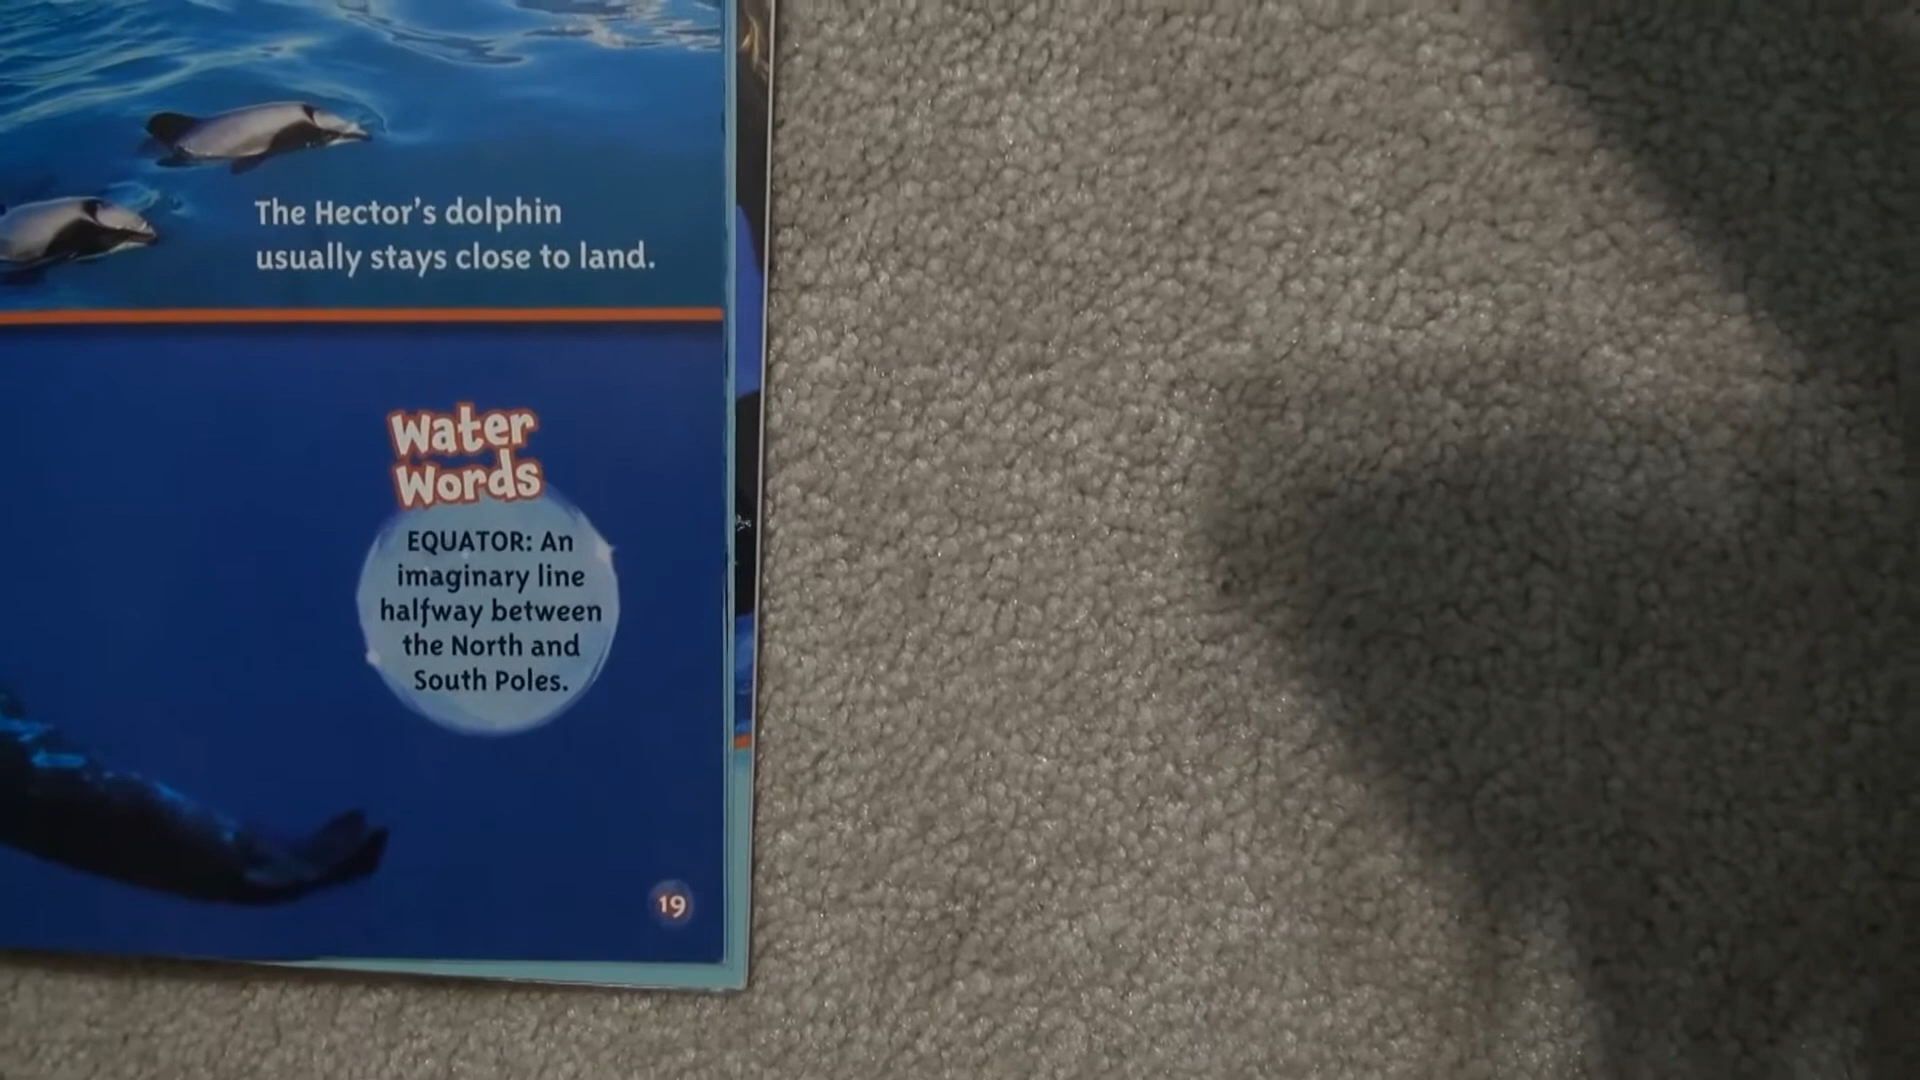 The Hector's dolphin
usually stays close to land.
Water
Words
EQUATOR: An
imaginary line
halfway between
the North and
South Poles.
19